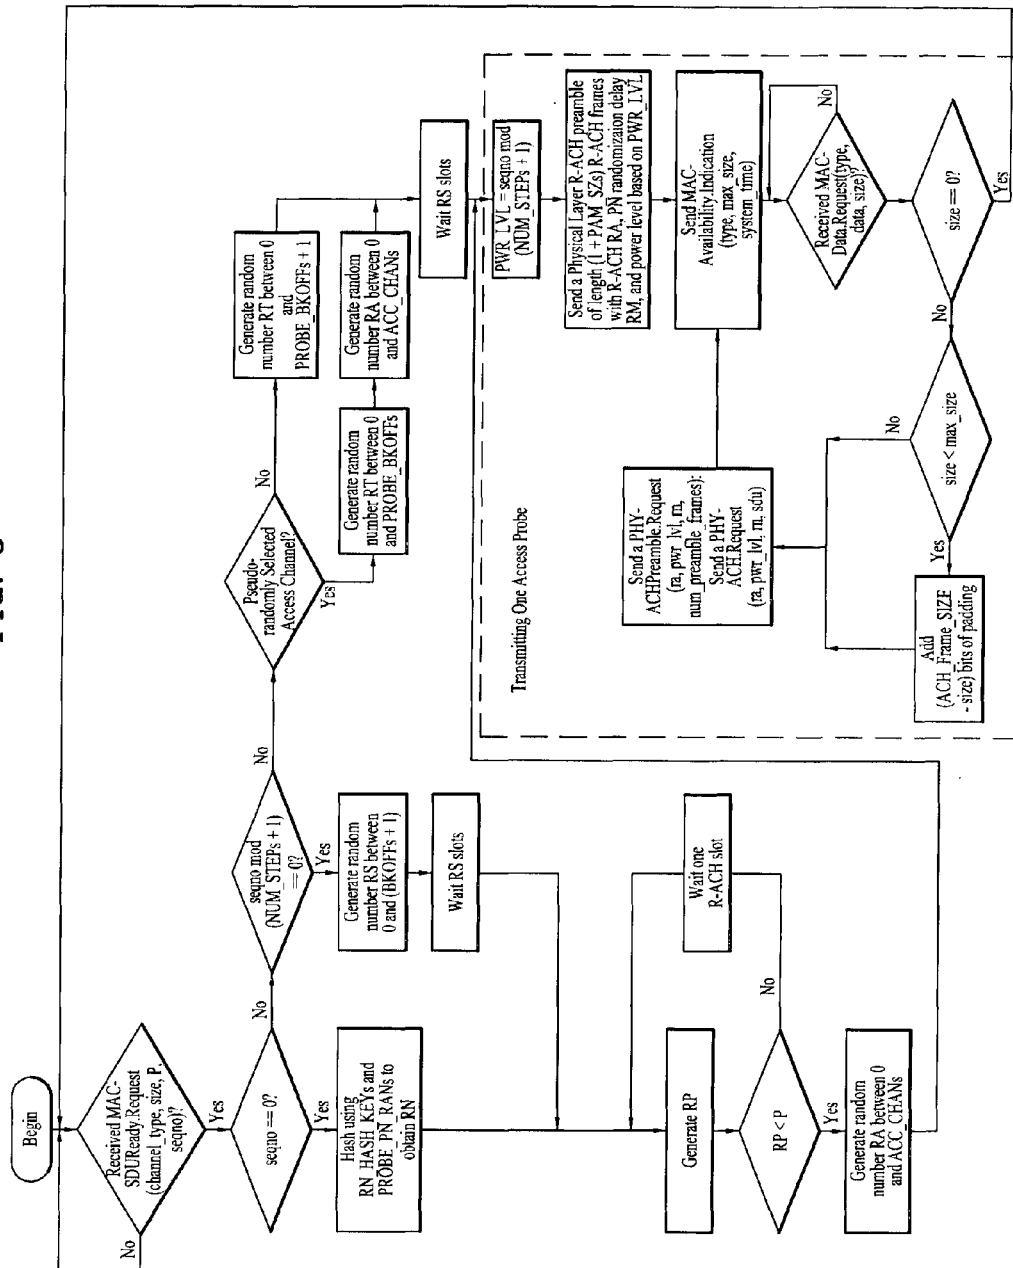 Begin
Received MAC-
SDUReady.Request
(channel_type, size, P,
seqno)?
No
Yes
seqno == 0?
No
Yes
Hash using
RN_HASH_KEYs and
PROBE_PN_RANs to
obtain RN
seqno mod
(NUM_STEPs + 1)
== 0?
No
Yes
Generate random
number RS between
0 and (BKOFFs + 1)
Wait RS slots
Generate RP
RP < P
No
Yes
Wait one
R-ACH slot
Generate random
number RA between 0
and ACC_CHANs
Pseudo-
randomly Selected
Access Channel?
No
Yes
Generate random
number RT between 0
and
PROBE_BKOFFs + 1
Generate random
number RT between 0
and PROBE_BKOFFs
Generate random
number RA between 0
and ACC_CHANs
Wait RS slots
Transmitting One Access Probe
PWR_LVL = seqno mod
(NUM_STEPs + 1)
Send a Physical Layer R-ACH preamble
of length (1 + PAM_SZs) R-ACH frames
with R-ACH RA, PN randomizaion delay
RM, and power level based on PWR_LVL
Send MAC-
Availability.Indication
(type, max_size,
system_time)
Received MAC-
Data.Request(type,
data, size)?
No
size == 0?
Yes
No
size < max_size
No
Yes
Add
(ACH_Frame_SIZE
- size) bits of padding
Send a PHY-
ACHPreamble.Request
(ra, pwr_lvl, rn,
num_preamble_frames):
Send a PHY-
ACH.Request
(ra, pwr_lvl, rn, sdu)